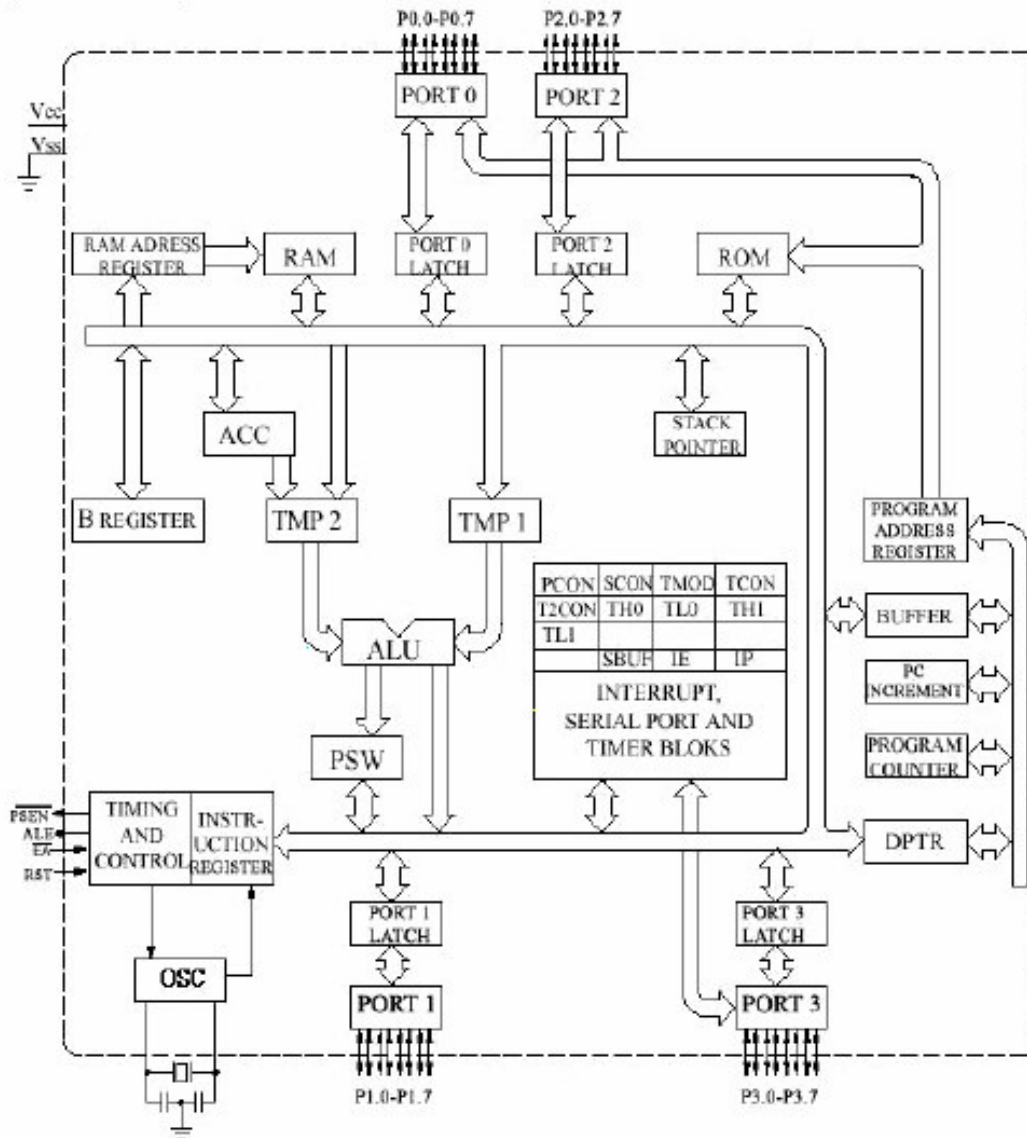 P0.0-P0.7
P2.0-P2.7
PORT 0
PORT 2
Vcc
Vss
RAM ADRESS
REGISTER
RAM
PORT 0
LATCH
PORT 2
LATCH
ROM
ACC
STACK
POINTER
B REGISTER
TMP 2
TMP 1
PROGRAM
ADDRESS
REGISTER
PCON SCON TMOD TCON
T2CON TH0 TL0 TH1
TL1
SBUF IE IP
INTERRUPT,
SERIAL PORT AND
TIMER BLOKS
BUFFER
ALU
PC
INCREMENT
PSW
PROGRAM
COUNTER
PSEN
ALE
EA
RST
TIMING
AND
CONTROL
INSTR-
UCTION
REGISTER
DPTR
PORT 1
LATCH
PORT 3
LATCH
OSC
PORT 1
PORT 3
P1.0-P1.7
P3.0-P3.7